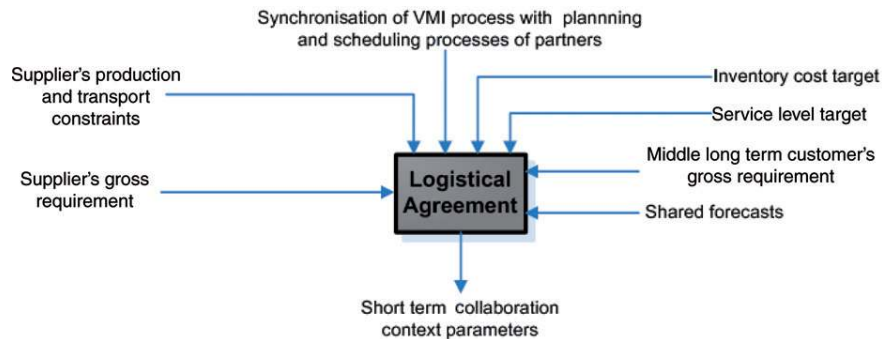 Synchronisation of VMI process with plannning
and scheduling processes of partners
Supplier's production
and transport
constraints
Inventory cost target
Service level target
Supplier's gross
requirement
Logistical
Agreement
Middle long term customer's
gross requirement
Shared forecasts
Short term collaboration
context parameters